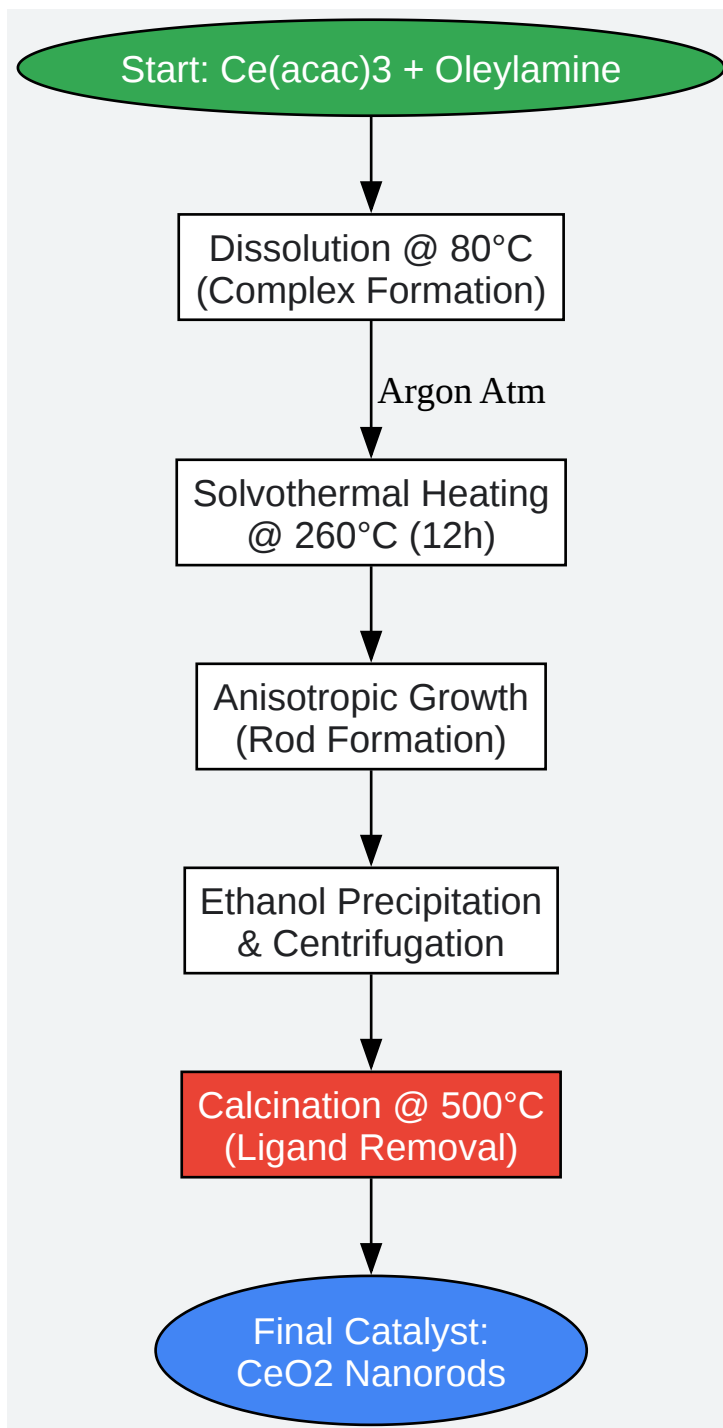 Start: Ce(acac)3 + Oleylamine
Dissolution @ 80°C
(Complex Formation)
Argon Atm
Solvothermal Heating
@ 260°C (12h)
Anisotropic Growth
(Rod Formation)
Ethanol Precipitation
& Centrifugation
Calcination @ 500°C
(Ligand Removal)
Final Catalyst:
CeO2 Nanorods